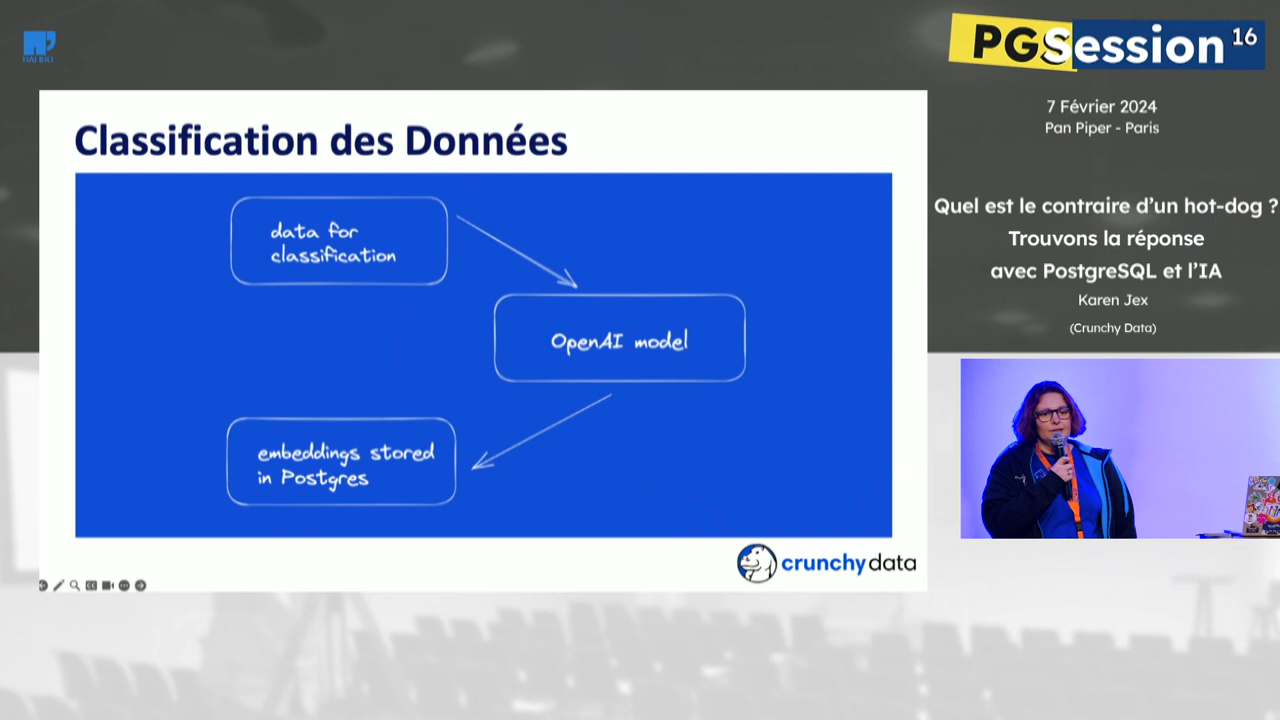 PGSession 16
7 Février 2024
Pan Piper - Paris
Classification des Données
data for
classification
OpenAI model
embeddings stored
in Postgres
crunchydata
Quel est le contraire d'un hot-dog ?
Trouvons la réponse
avec PostgreSQL et l'IA
Karen Jex
(Crunchy Data)